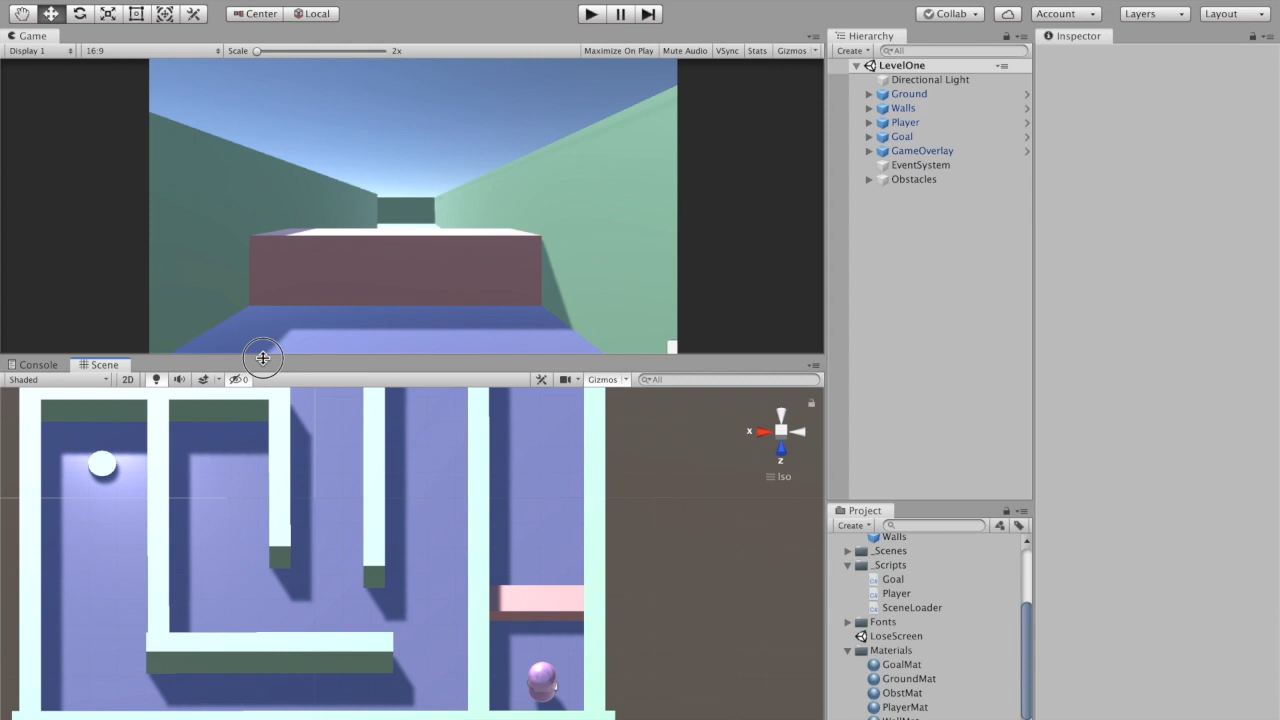 Center Local Collab Account Layers Layout
Game Hierarchy Inspector
Display 1 16:9 Scale 2x Maximize On Play Mute Audio VSync Stats Gizmos Create All
LevelOne
Directional Light
Ground
Walls
Player
Goal
GameOverlay
EventSystem
Obstacles
Console Scene
Shaded 2D 0 Gizmos All
x
z
Iso
Project
Create
Walls
_Scenes
_Scripts
Goal
Player
SceneLoader
Fonts
LoseScreen
Materials
GoalMat
GroundMat
ObstMat
PlayerMat